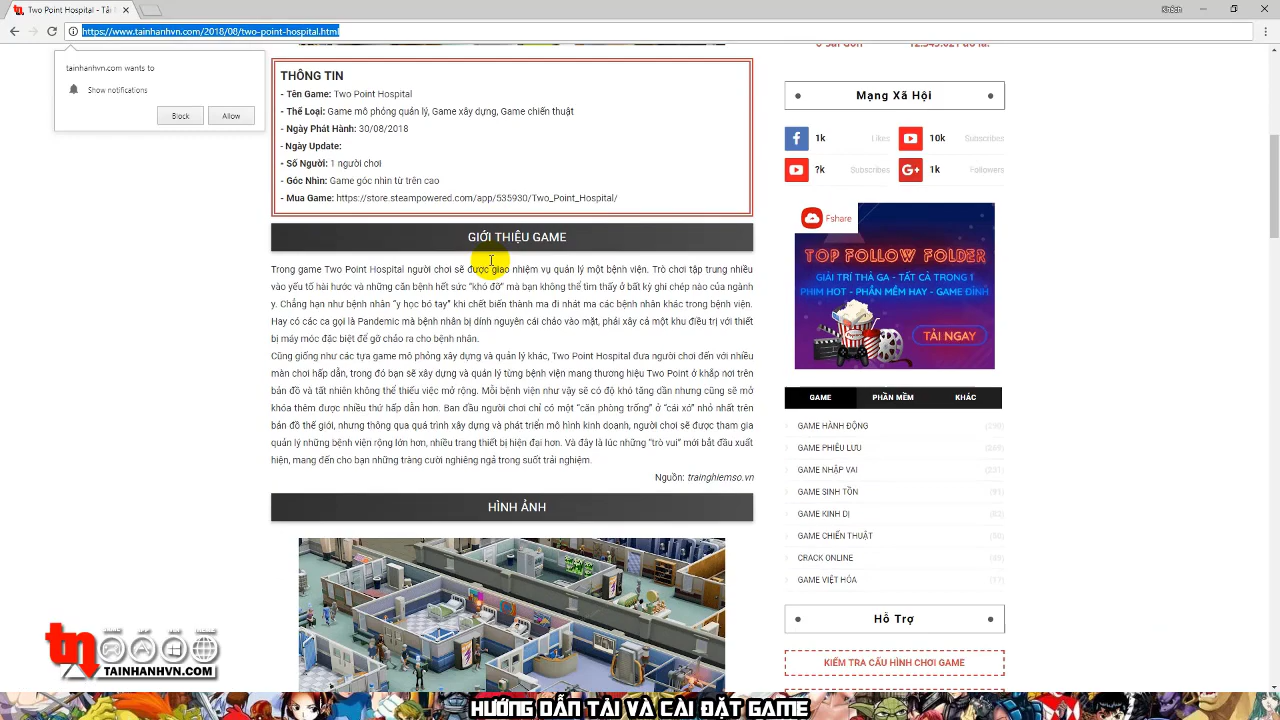 Two Point Hospital - Tải
https://www.tainhanhvn.com/2018/08/two-point-hospital.html
tainhanhvn.com wants to
Show notifications
Block
Allow
THÔNG TIN
- Tên Game: Two Point Hospital
- Thể Loại: Game mô phỏng quản lý, Game xây dựng, Game chiến thuật
- Ngày Phát Hành: 30/08/2018
- Ngày Update:
- Số Người: 1 người chơi
- Góc Nhìn: Game góc nhìn từ trên cao
- Mua Game: https://store.steampowered.com/app/535930/Two_Point_Hospital/
GIỚI THIỆU GAME
Trong game Two Point Hospital người chơi sẽ được giao nhiệm vụ quản lý một bệnh viện. Trò chơi tập trung nhiều
vào yếu tố hài hước và những căn bệnh hết sức “khó đỡ” mà bạn không thể tìm thấy ở bất kỳ ghi chép nào của ngành
y. Chẳng hạn như bệnh nhân “y học bó tay” khi chết biến thành ma đi nhát ma các bệnh nhân khác trong bệnh viện.
Hay có các ca gọi là Pandemic mà bệnh nhân bị dính nguyên cái chảo vào mặt, phải xây cả một khu điều trị với thiết
bị máy móc đặc biệt để gỡ chảo ra cho bệnh nhân.
Cũng giống như các tựa game mô phỏng xây dựng và quản lý khác, Two Point Hospital đưa người chơi đến với nhiều
màn chơi hấp dẫn, trong đó bạn sẽ xây dựng và quản lý từng bệnh viện mang thương hiệu Two Point ở khắp nơi trên
bản đồ và tất nhiên không thể thiếu việc mở rộng. Mỗi bệnh viện như vậy sẽ có độ khó tăng dần nhưng cũng sẽ mở
khóa thêm được nhiều thứ hấp dẫn hơn. Ban đầu người chơi chỉ có một “căn phòng trống” ở “cái xó” nhỏ nhất trên
bản đồ thế giới, nhưng thông qua quá trình xây dựng và phát triển mô hình kinh doanh, người chơi sẽ được tham gia
quản lý những bệnh viện rộng lớn hơn, nhiều trang thiết bị hiện đại hơn. Và đây là lúc những “trò vui” mới bắt đầu xuất
hiện, mang đến cho bạn những tràng cười nghiêng ngả trong suốt trải nghiệm.
Nguồn: trainghiemso.vn
HÌNH ẢNH
Mạng Xã Hội
1k Likes
10k Subscribes
?k Subscribes
1k Followers
Fshare
TOP FOLLOW FOLDER
GIẢI TRÍ THẢ GA - TẤT CẢ TRONG 1
PHIM HOT - PHẦN MỀM HAY - GAME ĐỈNH
TẢI NGAY
GAME
PHẦN MỀM
KHÁC
GAME HÀNH ĐỘNG
GAME PHIÊU LƯU
GAME NHẬP VAI
GAME SINH TỒN
GAME KINH DỊ
GAME CHIẾN THUẬT
CRACK ONLINE
GAME VIỆT HÓA
Hỗ Trợ
KIỂM TRA CẤU HÌNH CHƠI GAME
TAINHANHVN.COM
HƯỚNG DẪN TẢI VÀ CÀI ĐẶT GAME